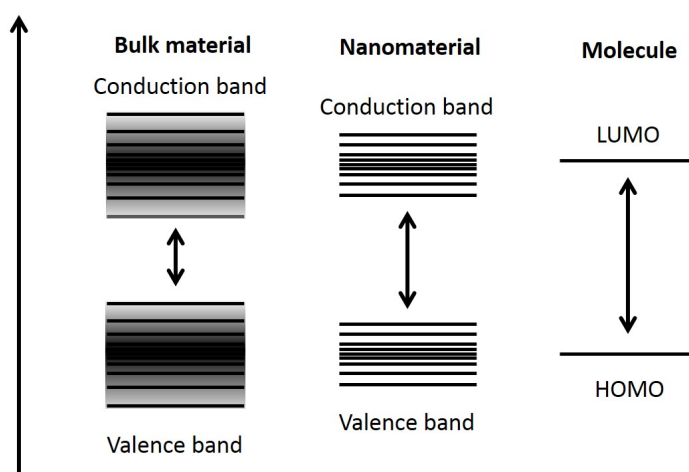 Bulk material
Conduction band
Valence band
Nanomaterial
Conduction band
Valence band
Molecule
LUMO
HOMO